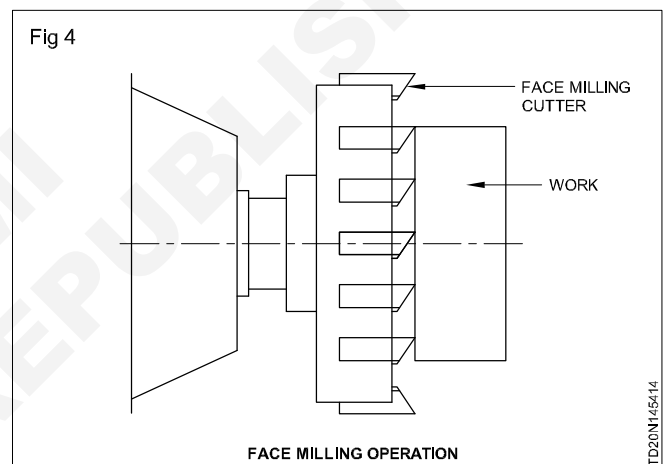 Fig 4
FACE MILLING
CUTTER
WORK
FACE MILLING OPERATION
TD20N145414